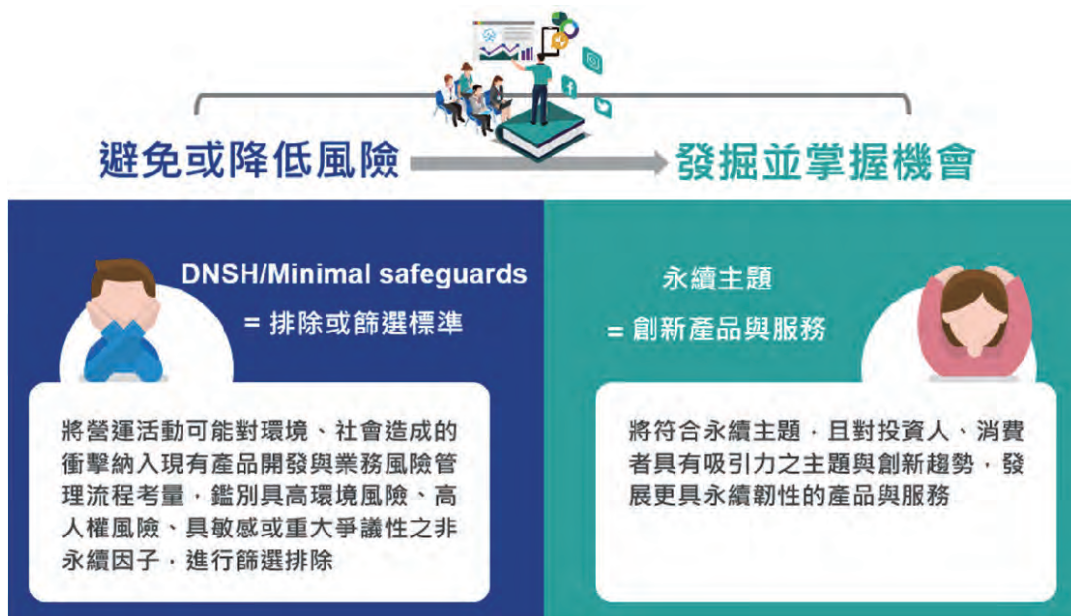 避免或降低風險
發掘並掌握機會
DNSH/Minimal safeguards
= 排除或篩選標準
將營運活動可能對環境、社會造成的
衝擊納入現有產品開發與業務風險管
理流程考量，鑑別具高環境風險、高
人權風險、具敏感或重大爭議性之非
永續因子，進行篩選排除
永續主題
= 創新產品與服務
將符合永續主題，且對投資人、消費
者具有吸引力之主題與創新趨勢，發
展更具永續韌性的產品與服務